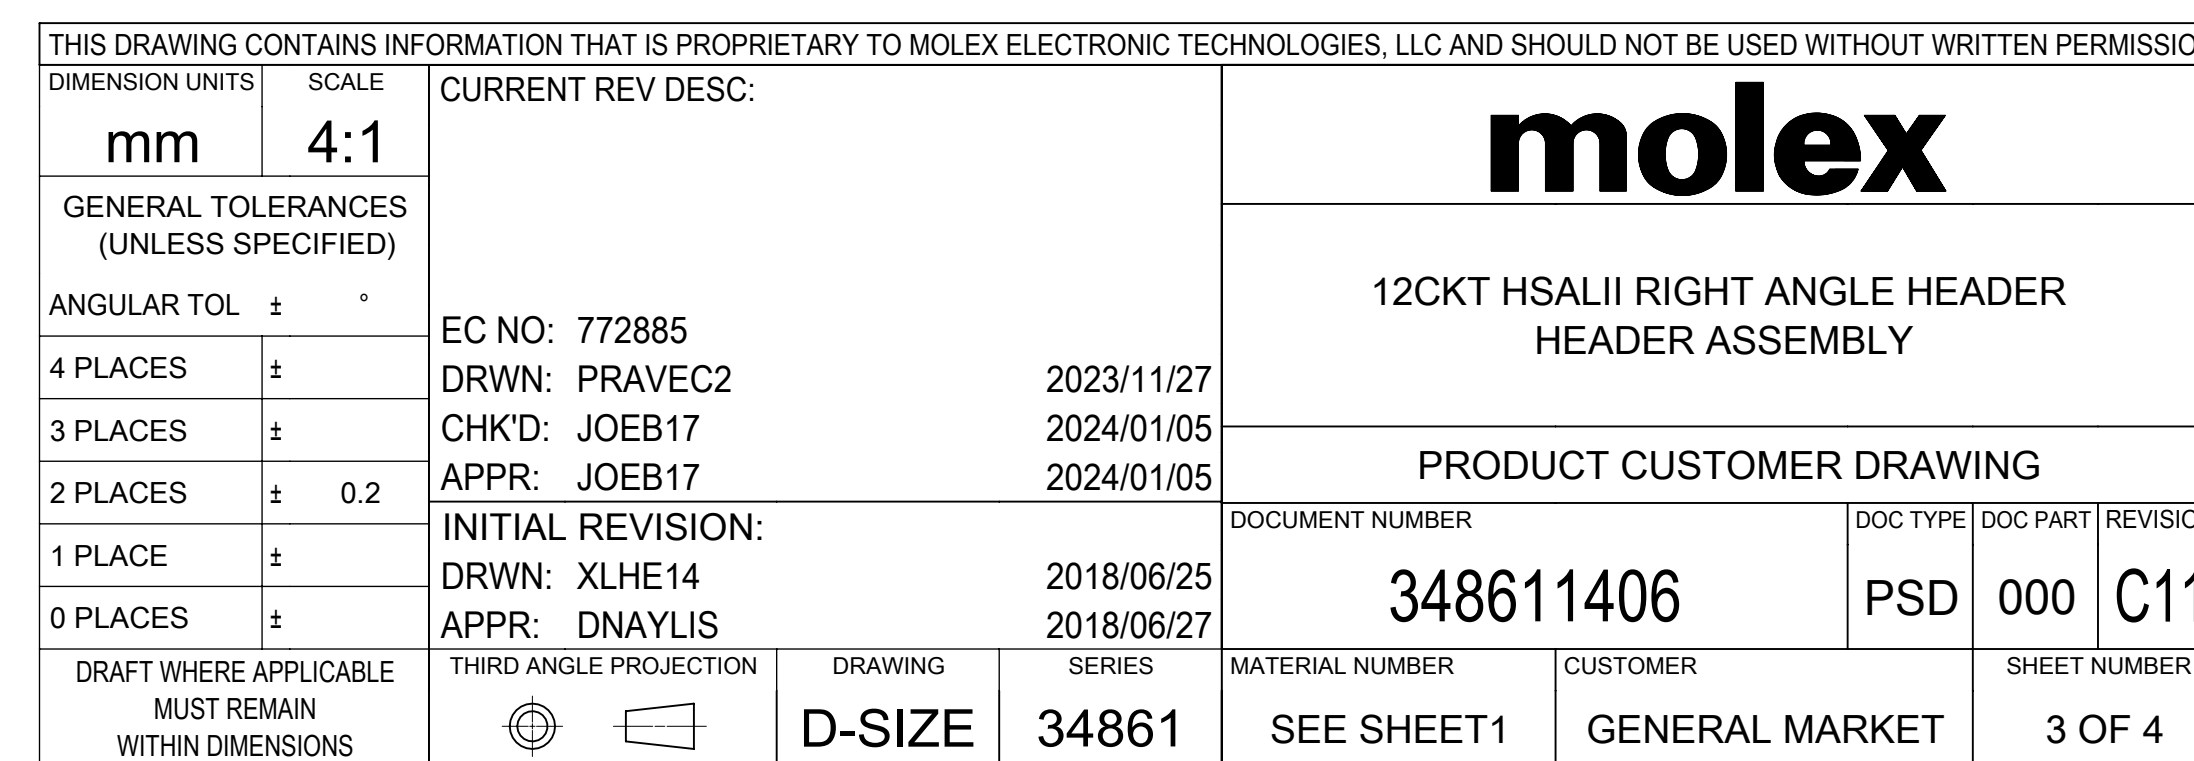 THIS DRAWING CONTAINS INFORMATION THAT IS PROPRIETARY TO MOLEX ELECTRONIC TECHNOLOGIES, LLC AND SHOULD NOT BE USED WITHOUT WRITTEN
DIMENSION UNITS
mm
SCALE
4:1
GENERAL TOLERANCES
(UNLESS SPECIFIED)
ANGULAR TOL ± °
4 PLACES ±
3 PLACES ±
2 PLACES ± 0.2
1 PLACE ±
0 PLACES ±
DRAFT WHERE APPLICABLE
MUST REMAIN
WITHIN DIMENSIONS
CURRENT REV DESC:
EC NO: 772885
DRWN: PRAVEC2 2023/11/27
CHK'D: JOEB17 2024/01/05
APPR: JOEB17 2024/01/05
INITIAL REVISION:
DRWN: XLHE14 2018/06/25
APPR: DNAYLIS 2018/06/27
THIRD ANGLE PROJECTION
DRAWING
D-SIZE
SERIES
34861
molex
12CKT HSALII RIGHT ANGLE HEADER
HEADER ASSEMBLY
PRODUCT CUSTOMER DRAWING
DOCUMENT NUMBER
348611406
DOC TYPE
PSD
DOC PART
000
MATERIAL NUMBER
SEE SHEET1
CUSTOMER
GENERAL MARKET
SHEET NUMBER
3 OF 4